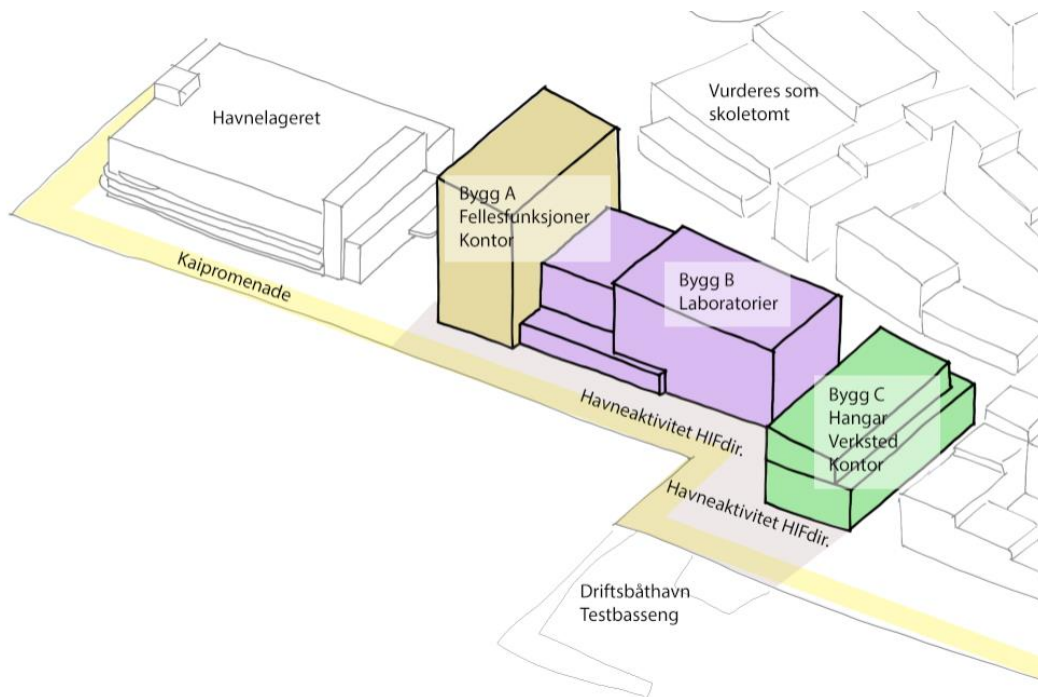 Havnelageret
Vurderes som
skoletomt
Bygg A
Fellesfunksjoner
Kontor
Kaipromenade
Bygg B
Laboratorier
Havneaktivitet HIFdir.
Bygg C
Hangar
Verksted
Kontor
Havneaktivitet HIFdir.
Driftsbåthavn
Testbasseng